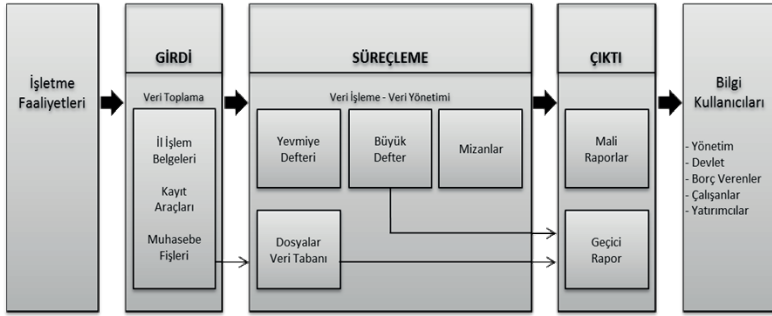 İşletme
Faaliyetleri
GİRDİ
Veri Toplama
İl İşlem
Belgeleri
Kayıt
Araçları
Muhasebe
Fişleri
SÜREÇLEME
Veri İşleme - Veri Yönetimi
Yevmiye
Defteri
Büyük
Defter
Mizanlar
Dosyalar
Veri Tabanı
ÇIKTI
Mali
Raporlar
Geçici
Rapor
Bilgi
Kullanıcıları
- Yönetim
- Devlet
- Borç Verenler
- Çalışanlar
- Yatırımcılar